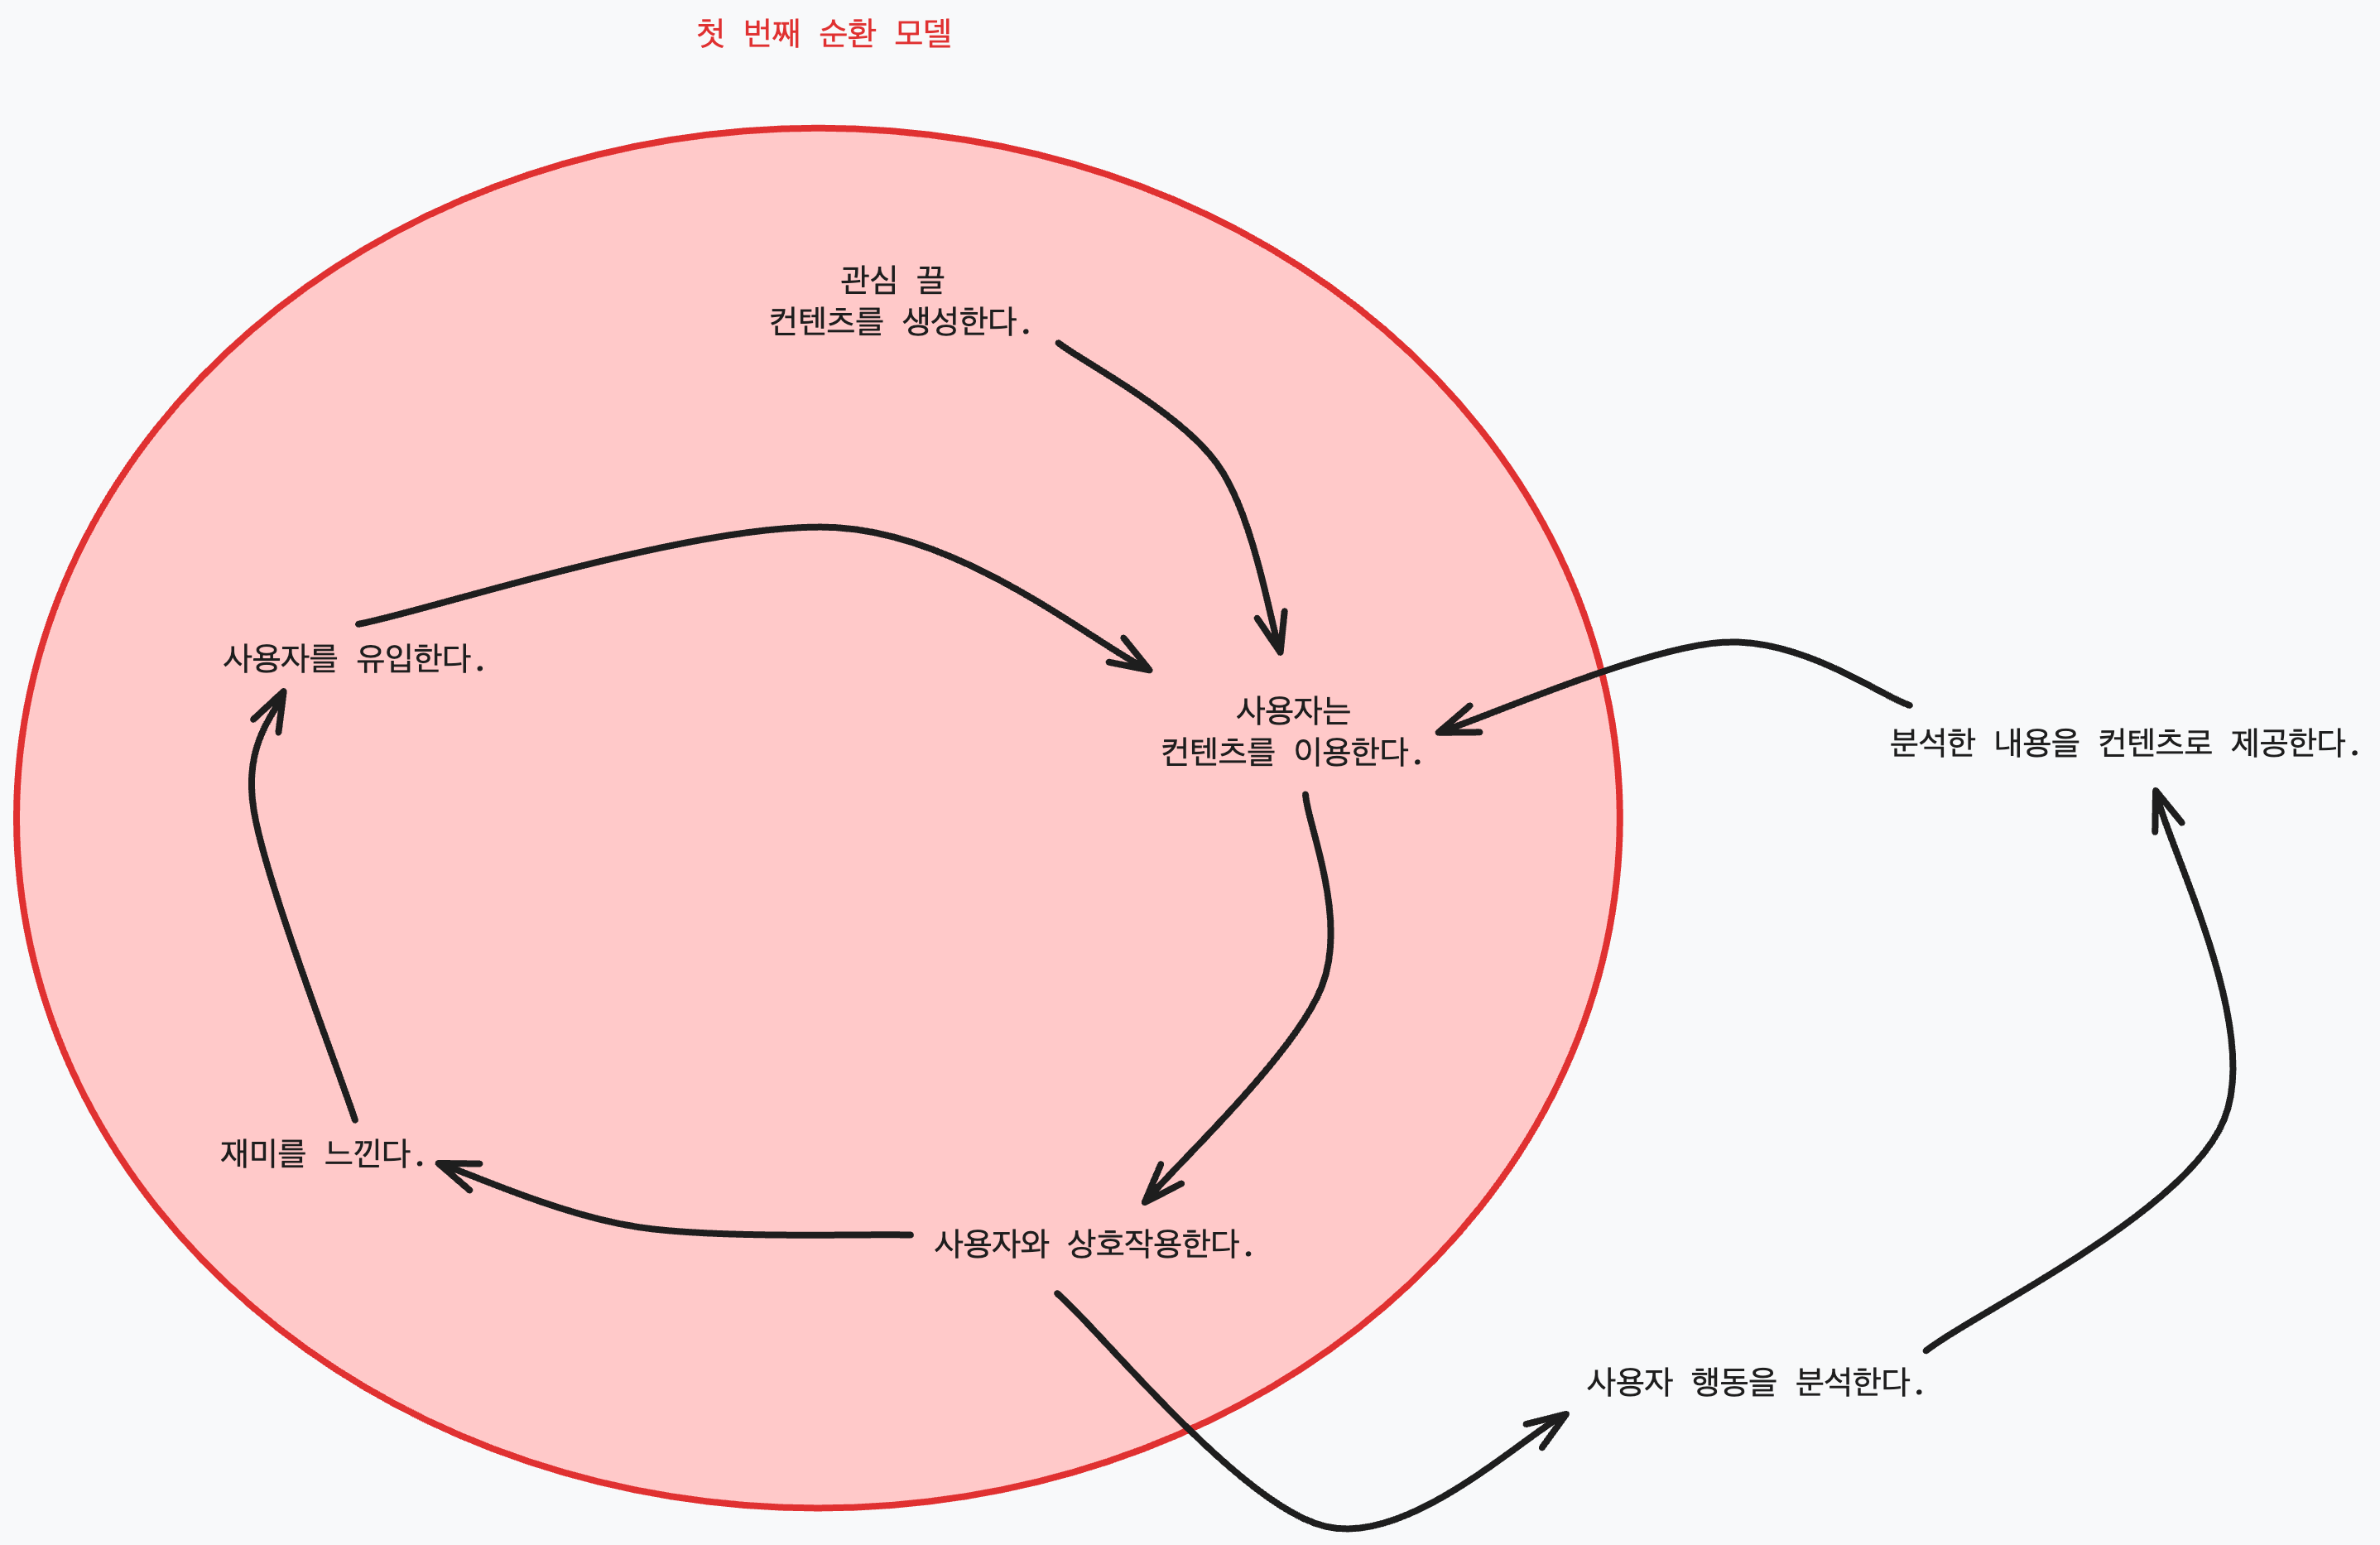 첫 번째 순환 모델
관심 끌
컨텐츠를 생성한다.
사용자를 유입한다.
사용자는
컨텐츠를 이용한다.
분석한 내용을 컨텐츠로 제공한다.
재미를 느낀다.
사용자와 상호작용한다.
사용자 행동을 분석한다.